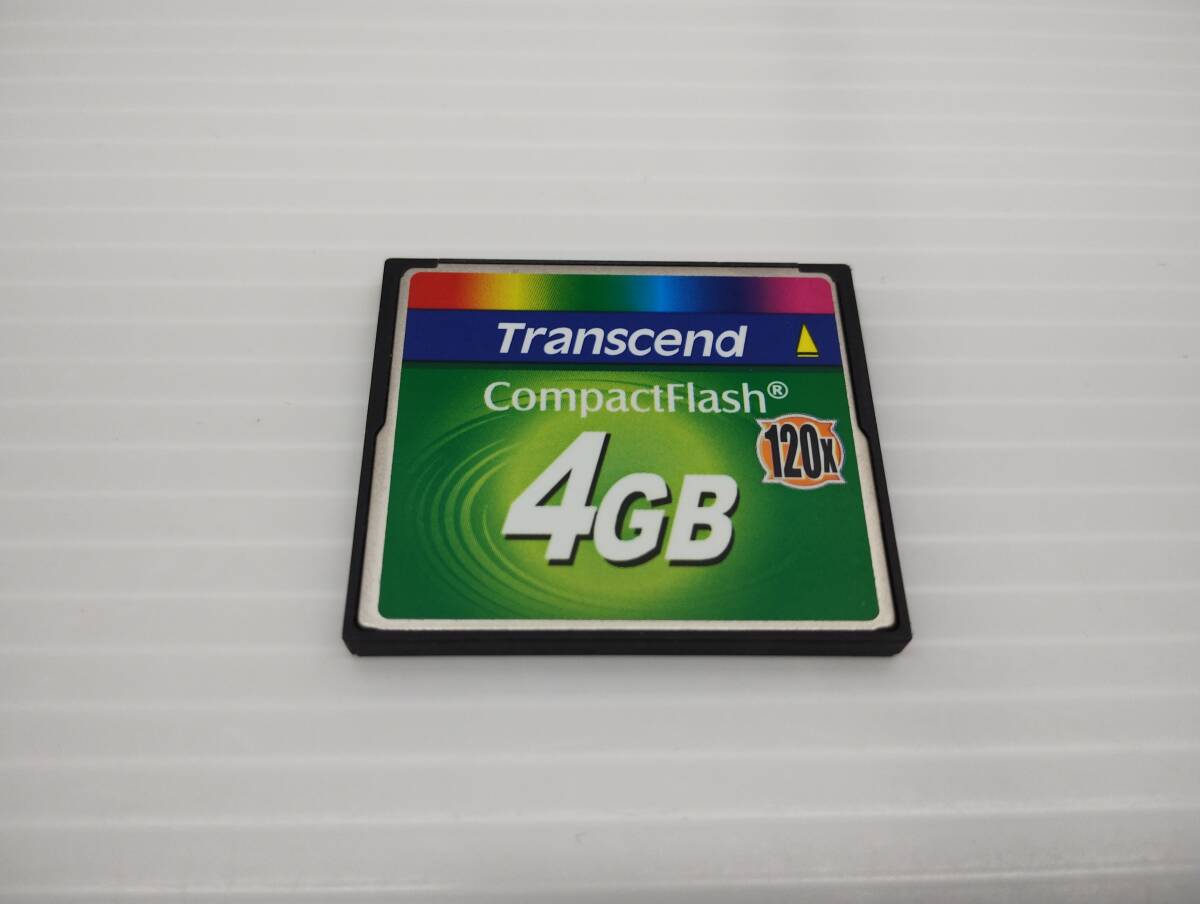 Transcend
CompactFlash®
120x
4GB